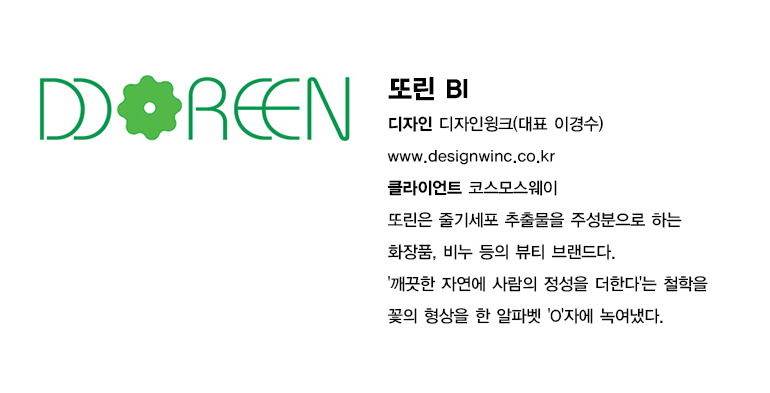 DDOREEN
또린 BI
디자인 디자인윙크(대표 이경수)
www.designwinc.co.kr
클라이언트 코스모스웨이
또린은 줄기세포 추출물을 주성분으로 하는
화장품, 비누 등의 뷰티 브랜드다.
'깨끗한 자연에 사람의 정성을 더한다'는 철학을
꽃의 형상을 한 알파벳 'O'자에 녹여냈다.